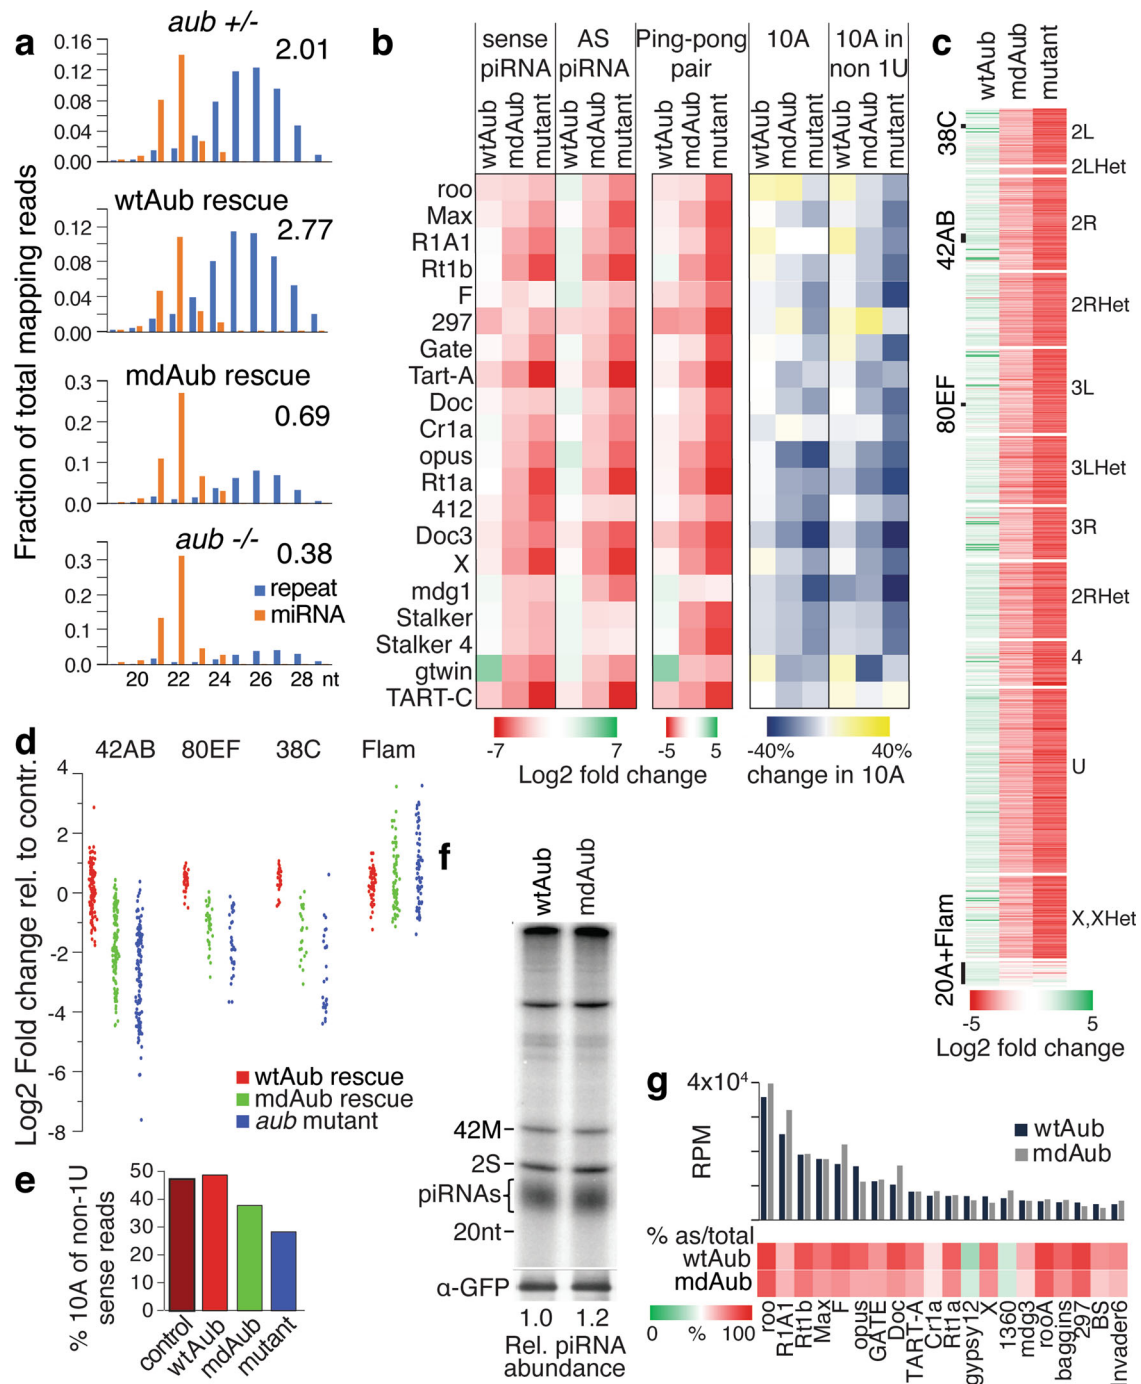 a
aub +/-
2.01
0.16
0.12
0.08
0.04
0.00
wtAub rescue
2.77
0.12
0.08
0.04
0.00
mdAub rescue
0.69
0.3
0.2
0.1
0.0
aub -/-
0.38
0.3
0.2
0.1
0.0
repeat
miRNA
20 22 24 26 28 nt
Fraction of total mapping reads
b
sense piRNA
AS piRNA
Ping-pong pair
10A
10A in non 1U
wtAub mdAub mutant
wtAub mdAub mutant
wtAub mdAub mutant
wtAub mdAub mutant
wtAub mdAub mutant
roo
Max
R1A1
Rt1b
F
297
Gate
Tart-A
Doc
Cr1a
opus
Rt1a
412
Doc3
X
mdg1
Stalker
Stalker 4
gtwin
TART-C
-7 7
-5 5
Log2 fold change
-40% 40%
change in 10A
c
wtAub mdAub mutant
38C
42AB
80EF
20A+Flam
2L
2LHet
2R
2RHet
3L
3LHet
3R
2RHet
4
U
X,XHet
-5 5
Log2 fold change
d
42AB 80EF 38C Flam
4
2
0
-2
-4
-6
-8
Log2 Fold change rel. to contr.
wtAub rescue
mdAub rescue
aub mutant
e
50
40
30
20
10
0
% 10A of non-1U
sense reads
control wtAub mdAub mutant
f
wtAub mdAub
42M
2S
piRNAs
20nt
α-GFP
1.0 1.2
Rel. piRNA
abundance
g
4x10⁴
RPM
wtAub
mdAub
% as/total
wtAub
mdAub
0 % 100
roo R1A1 Rt1b Max F opus GATE Doc TART-A Cr1a Rt1a gypsy12 X 1360 mdg3 rooA baggins 297 BS Invader6